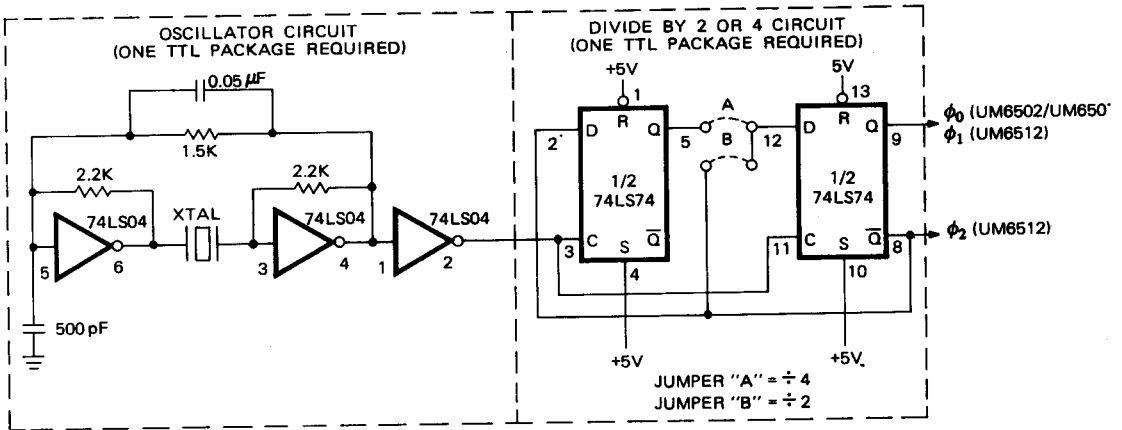 OSCILLATOR CIRCUIT
(ONE TTL PACKAGE REQUIRED)
0.05 µF
1.5K
2.2K
2.2K
XTAL
74LS04
74LS04
74LS04
5
6
3
4
1
2
500 pF
DIVIDE BY 2 OR 4 CIRCUIT
(ONE TTL PACKAGE REQUIRED)
+5V
1
R
2
D
Q
5
1/2
74LS74
3
C
S
Q̅
4
+5V
A
B
5V
13
R
12
D
Q
9
1/2
74LS74
11
C
S
Q̅
8
10
+5V
JUMPER "A" = ÷ 4
JUMPER "B" = ÷ 2
ϕ0 (UM6502/UM650
ϕ1 (UM6512)
ϕ2 (UM6512)